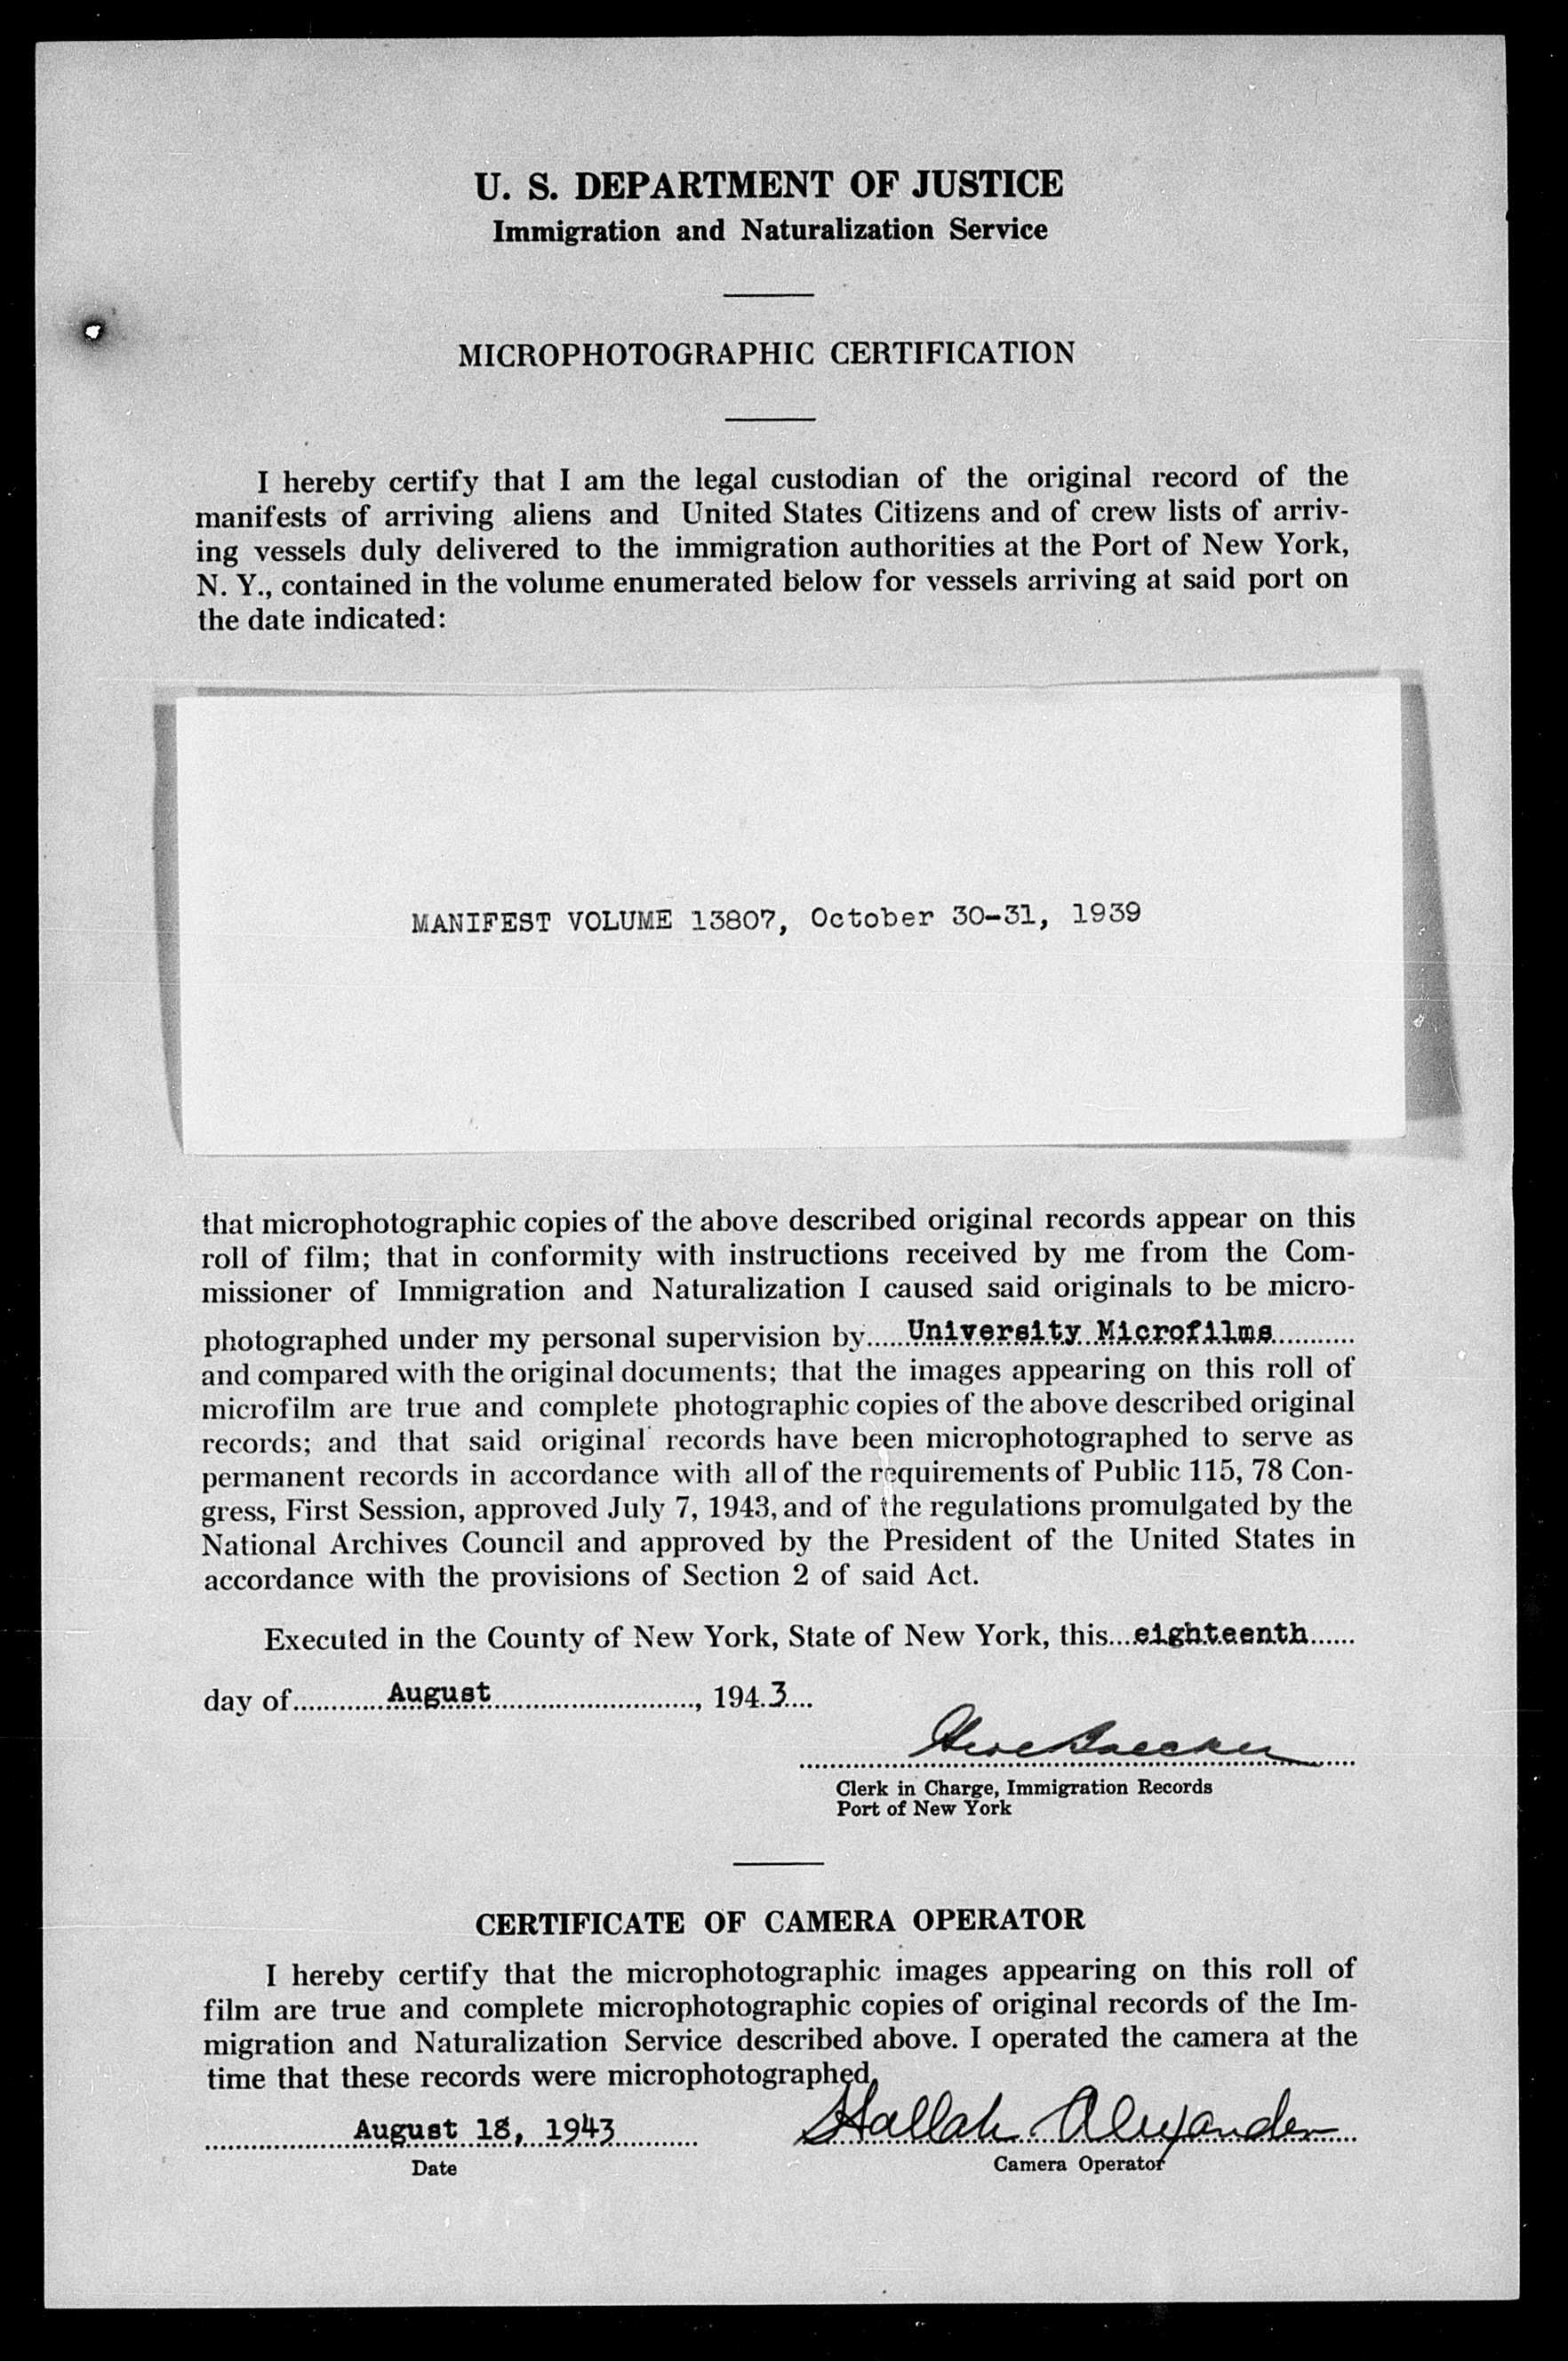 U. S. DEPARTMENT OF JUSTICE
Immigration and Naturalization Service
MICROPHOTOGRAPHIC CERTIFICATION
I hereby certify that I am the legal custodian of the original record of the
manifests of arriving aliens and United States Citizens and of crew lists of arriv-
ing vessels duly delivered to the immigration authorities at the Port of New York,
N. Y., contained in the volume enumerated below for vessels arriving at said port on
the date indicated:
MANIFEST VOLUME 13807, October 30-31, 1939
that microphotographic copies of the above described original records appear on this
roll of film; that in conformity with instructions received by me from the Com-
missioner of Immigration and Naturalization I caused said originals to be micro-
photographed under my personal supervision by.....University Microfilms...........
and compared with the original documents; that the images appearing on this roll of
microfilm are true and complete photographic copies of the above described original
records; and that said original records have been microphotographed to serve as
permanent records in accordance with all of the requirements of Public 115, 78 Con-
gress, First Session, approved July 7, 1943, and of the regulations promulgated by the
National Archives Council and approved by the President of the United States in
accordance with the provisions of Section 2 of said Act.
Executed in the County of New York, State of New York, this...eighteenth......
day of............August............................, 194.3....
Clerk in Charge, Immigration Records
Port of New York
CERTIFICATE OF CAMERA OPERATOR
I hereby certify that the microphotographic images appearing on this roll of
film are true and complete microphotographic copies of original records of the Im-
migration and Naturalization Service described above. I operated the camera at the
time that these records were microphotographed.
August 18, 1943 Hallah Alexander
Date Camera Operator